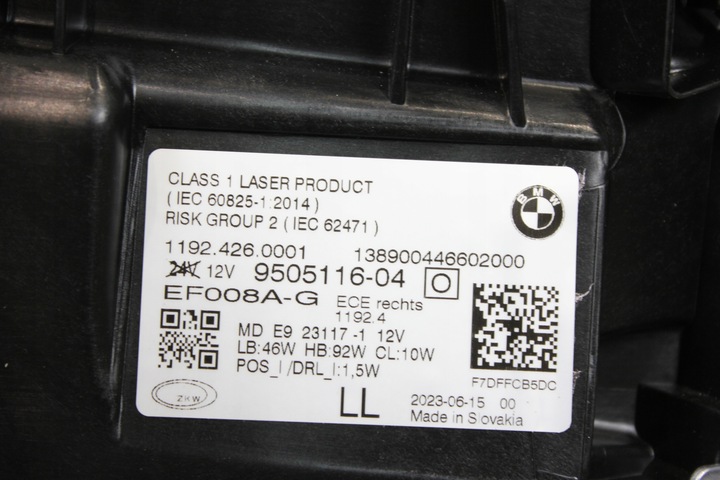 CLASS 1 LASER PRODUCT
( IEC 60825-1:2014 )
RISK GROUP 2 ( IEC 62471 )
BMW
1192.426.0001 138900446602000
24V 12V 9505116-04 O
EF008A-G ECE rechts
1192.4
MD E9 23117 -1 12V
LB:46W HB:92W CL:10W
POS_I /DRL_I:1,5W
F7DFFCB5DC
ZKW
LL
2023-06-15 00
Made in Slovakia